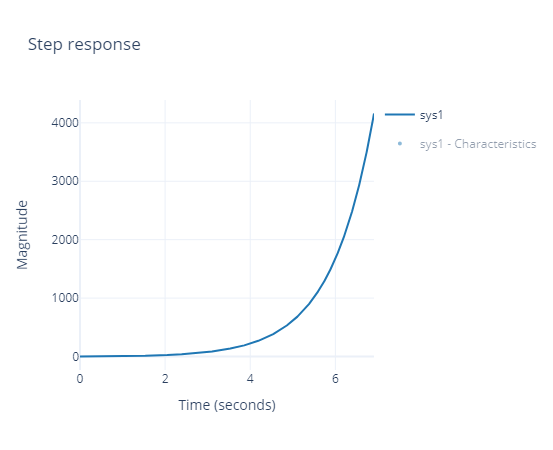 Step response
sys1
sys1 - Characteristics
4000
3000
2000
1000
0
0 2 4 6
Magnitude
Time (seconds)